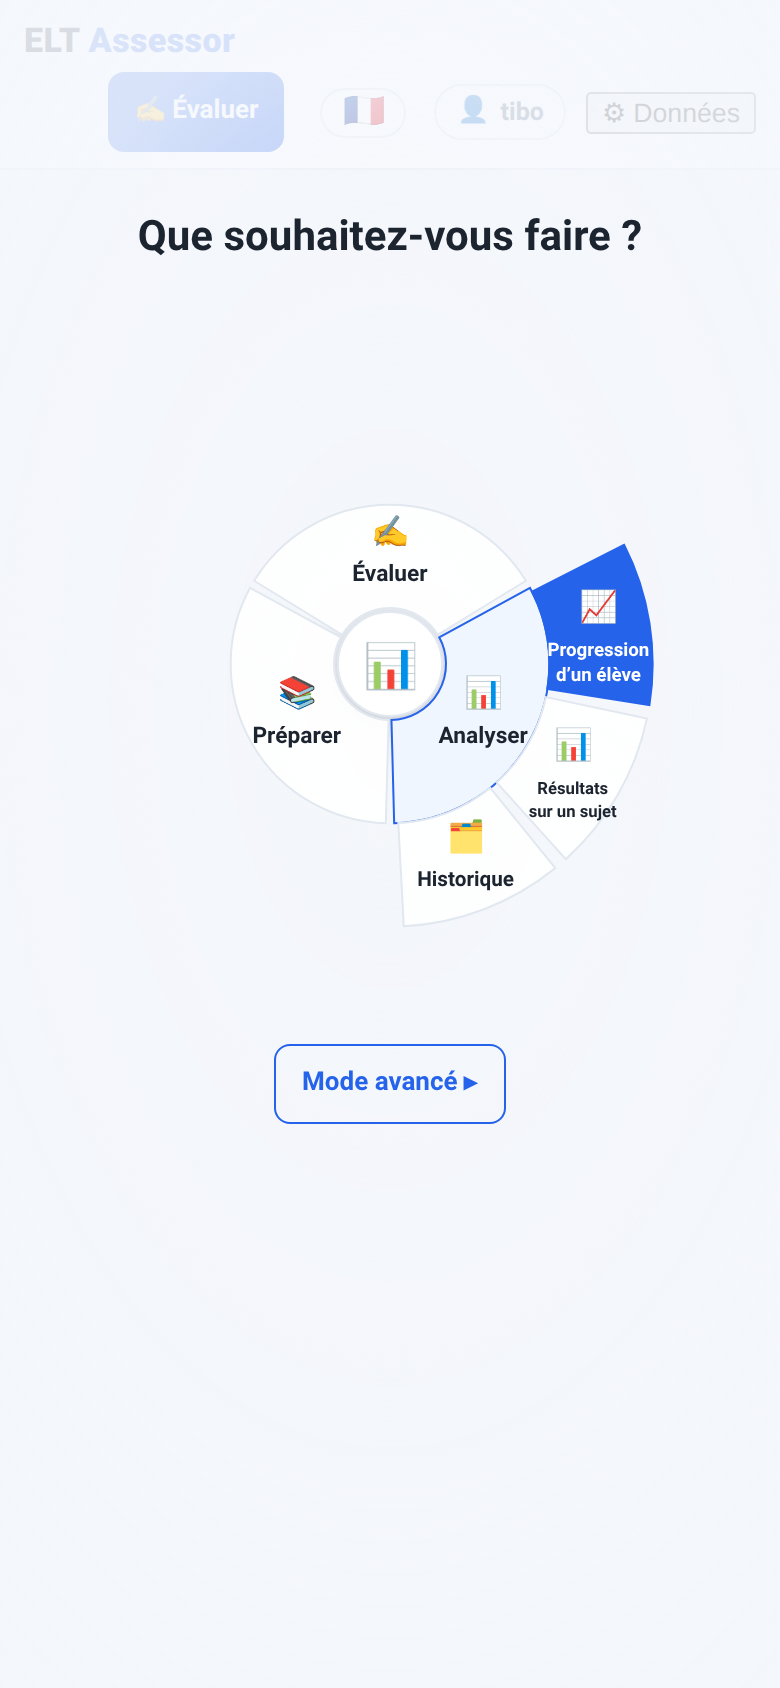 ELT Assessor
✍️ Évaluer
tibo
⚙ Données
Que souhaitez-vous faire ?
Évaluer
Progression
d’un élève
Préparer
Analyser
Résultats
sur un sujet
Historique
Mode avancé ▸